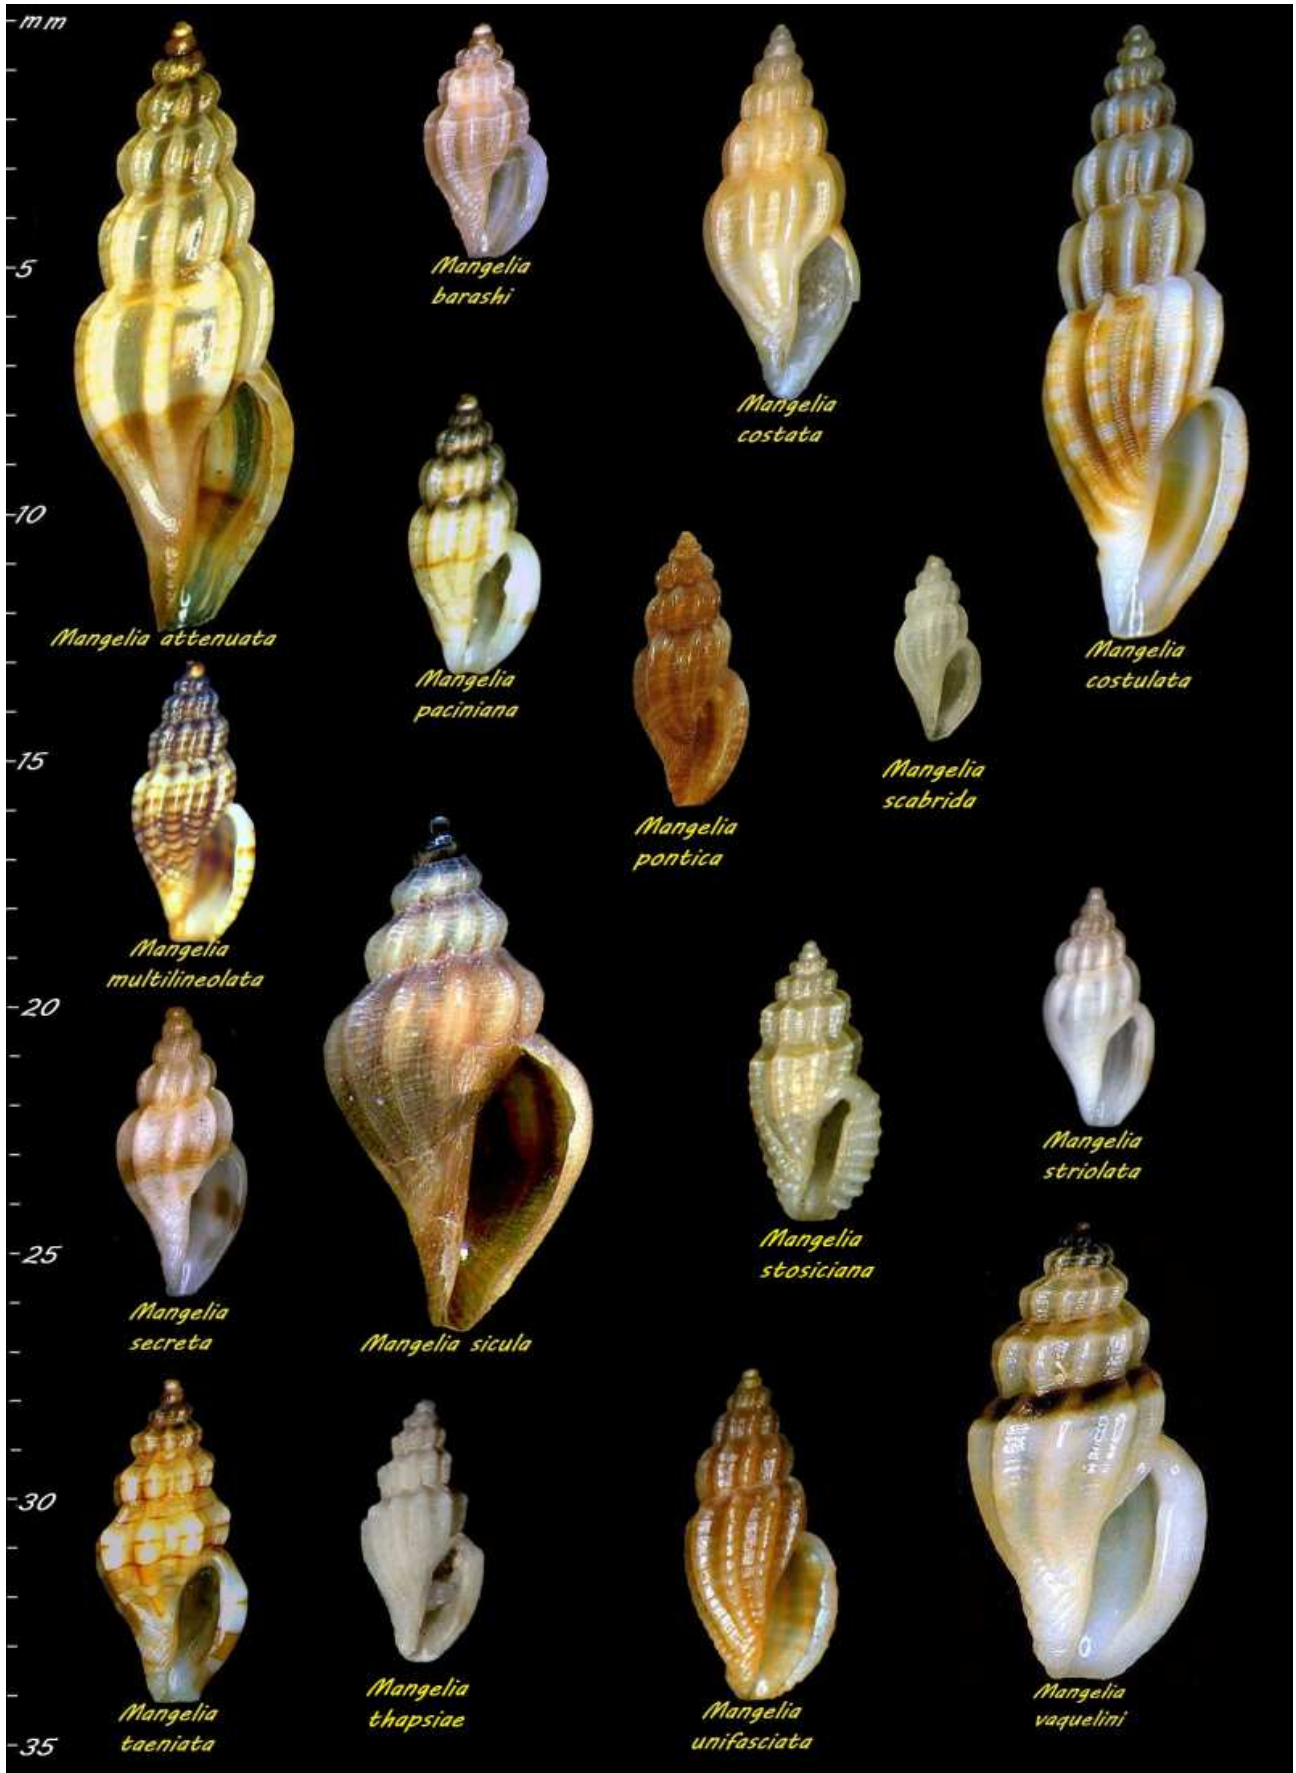 mm
Mangelia
barashi
5
Mangelia
costata
10
Mangelia attenuata
Mangelia
paciniana
Mangelia
costulata
15
Mangelia
scabrida
Mangelia
pontica
Mangelia
multilineolata
20
Mangelia
striolata
25
Mangelia
stosiciana
Mangelia
secreta
Mangelia sicula
30
Mangelia
thapsiae
Mangelia
vaquelini
Mangelia
taeniata
Mangelia
unifasciata
35